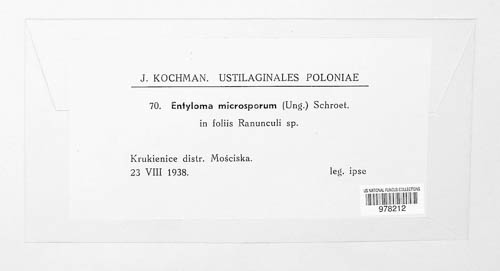 J. KOCHMAN. USTILAGINALES POLONIAE
70. Entyloma microsporum (Ung.) Schroet.
in foliis Ranunculi sp.
Krukienice distr. Mościska.
23 VIII 1938. leg. ipse
US NATIONAL FUNGUS COLLECTIONS
978212